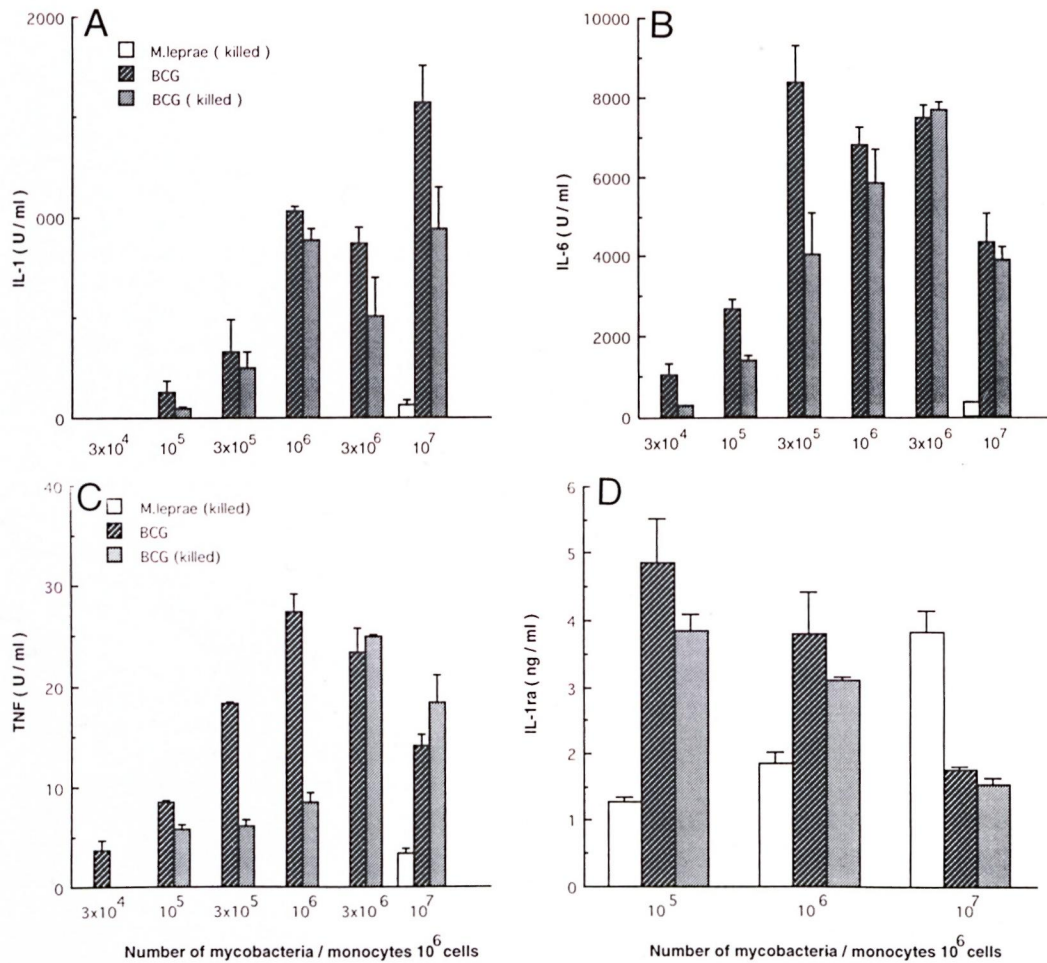 A
2000
M.leprae ( killed )
BCG
BCG ( killed )
000
0
IL-1 ( U / ml )
3x10⁴ 10⁵ 3x10⁵ 10⁶ 3x10⁶ 10⁷
B
10000
8000
6000
4000
2000
0
IL-6 ( U / ml )
3x10⁴ 10⁵ 3x10⁵ 10⁶ 3x10⁶ 10⁷
C
40
M.leprae (killed)
BCG
BCG (killed)
30
20
10
0
TNF ( U / ml )
3x10⁴ 10⁵ 3x10⁵ 10⁶ 3x10⁶ 10⁷
Number of mycobacteria / monocytes 10⁶ cells
D
6
5
4
3
2
1
0
IL-1ra ( ng / ml )
10⁵ 10⁶ 10⁷
Number of mycobacteria / monocytes 10⁶ cells